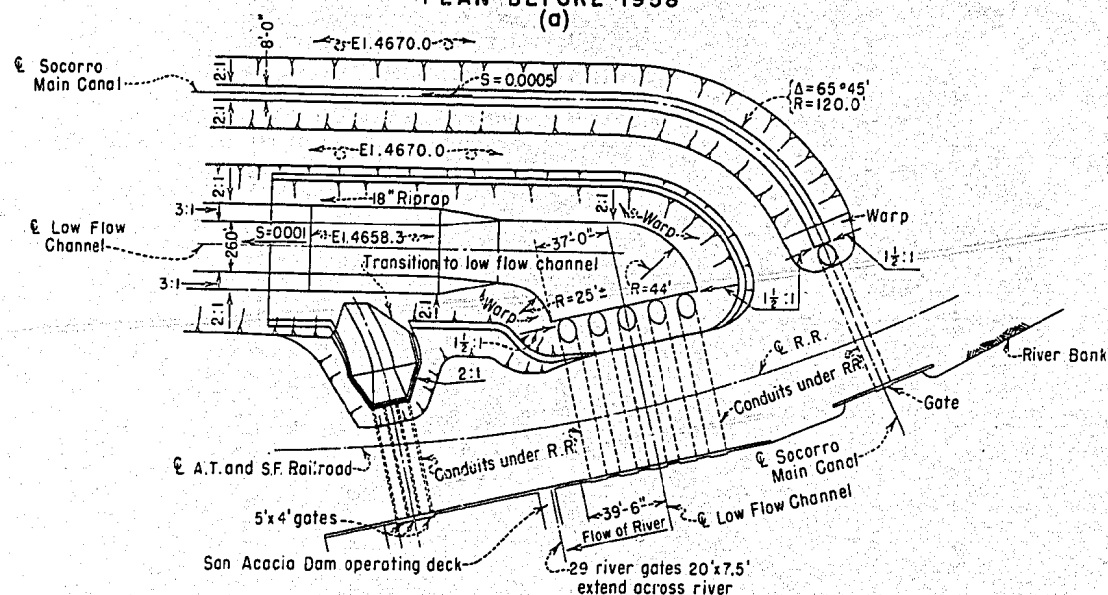 PLAN BEFORE 1958
(a)
El.4670.0
8'-0"
2:1
℄ Socorro
Main Canal
S=0.0005
Δ=65°45'
R=120.0'
2:1
El.4670.0
2:1
18" Riprap
2:1
Warp
Warp
3:1
37'-0"
℄ Low Flow
Channel
S=0001
26.0'
El.4658.3
Transition to low flow channel
1½:1
3:1
R=25'±
R=44'
1½:1
2:1
2:1
Warp
1½:1
℄ R.R.
River Bank
2:1
Conduits under RR.
Gate
℄ A.T. and S.F. Railroad
Conduits under R.R.
℄ Socorro
Main Canal
5'x4' gates
39'-6"
℄ Low Flow Channel
Flow of River
San Acacia Dam operating deck
29 river gates 20'x7.5'
extend across river